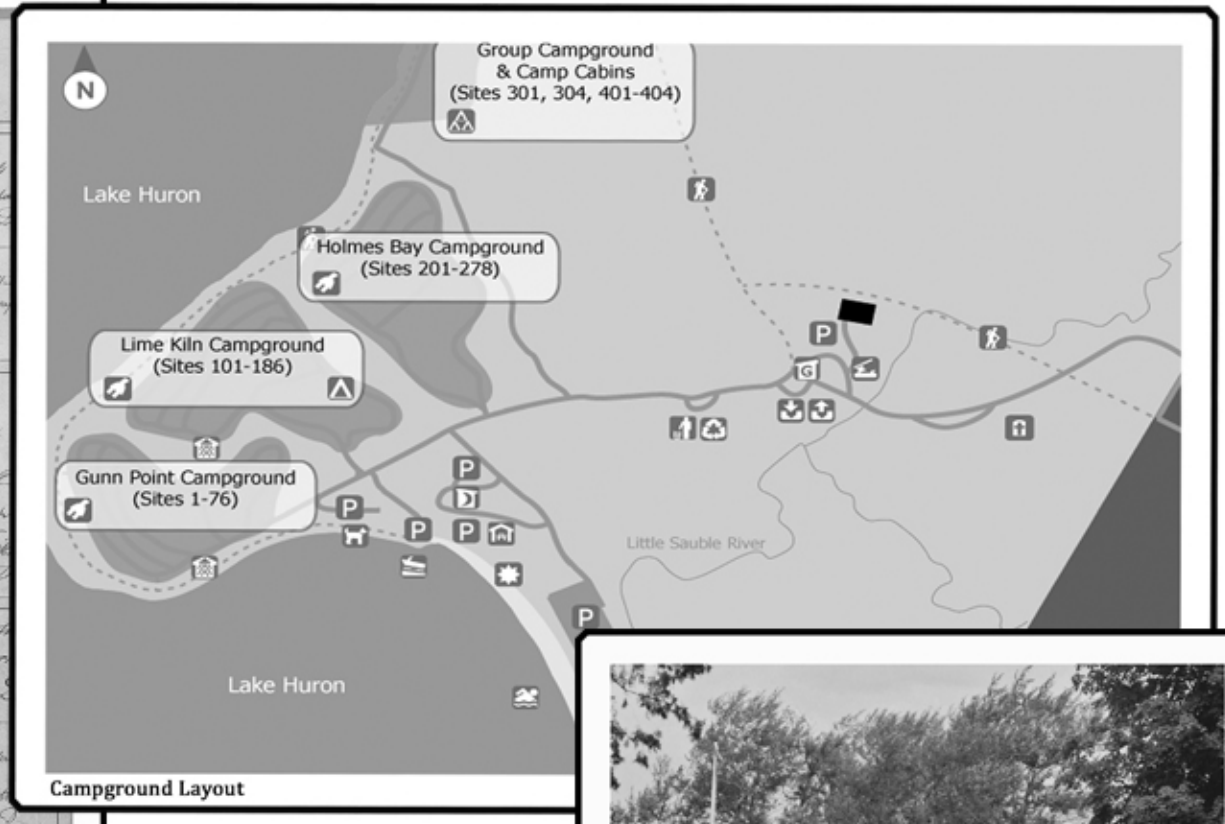 Group Campground
& Camp Cabins
(Sites 301, 304, 401-404)
N
Lake Huron
Holmes Bay Campground
(Sites 201-278)
Lime Kiln Campground
(Sites 101-186)
P
G
Gunn Point Campground
(Sites 1-76)
P
P
P
P
Little Sauble River
P
Lake Huron
Campground Layout